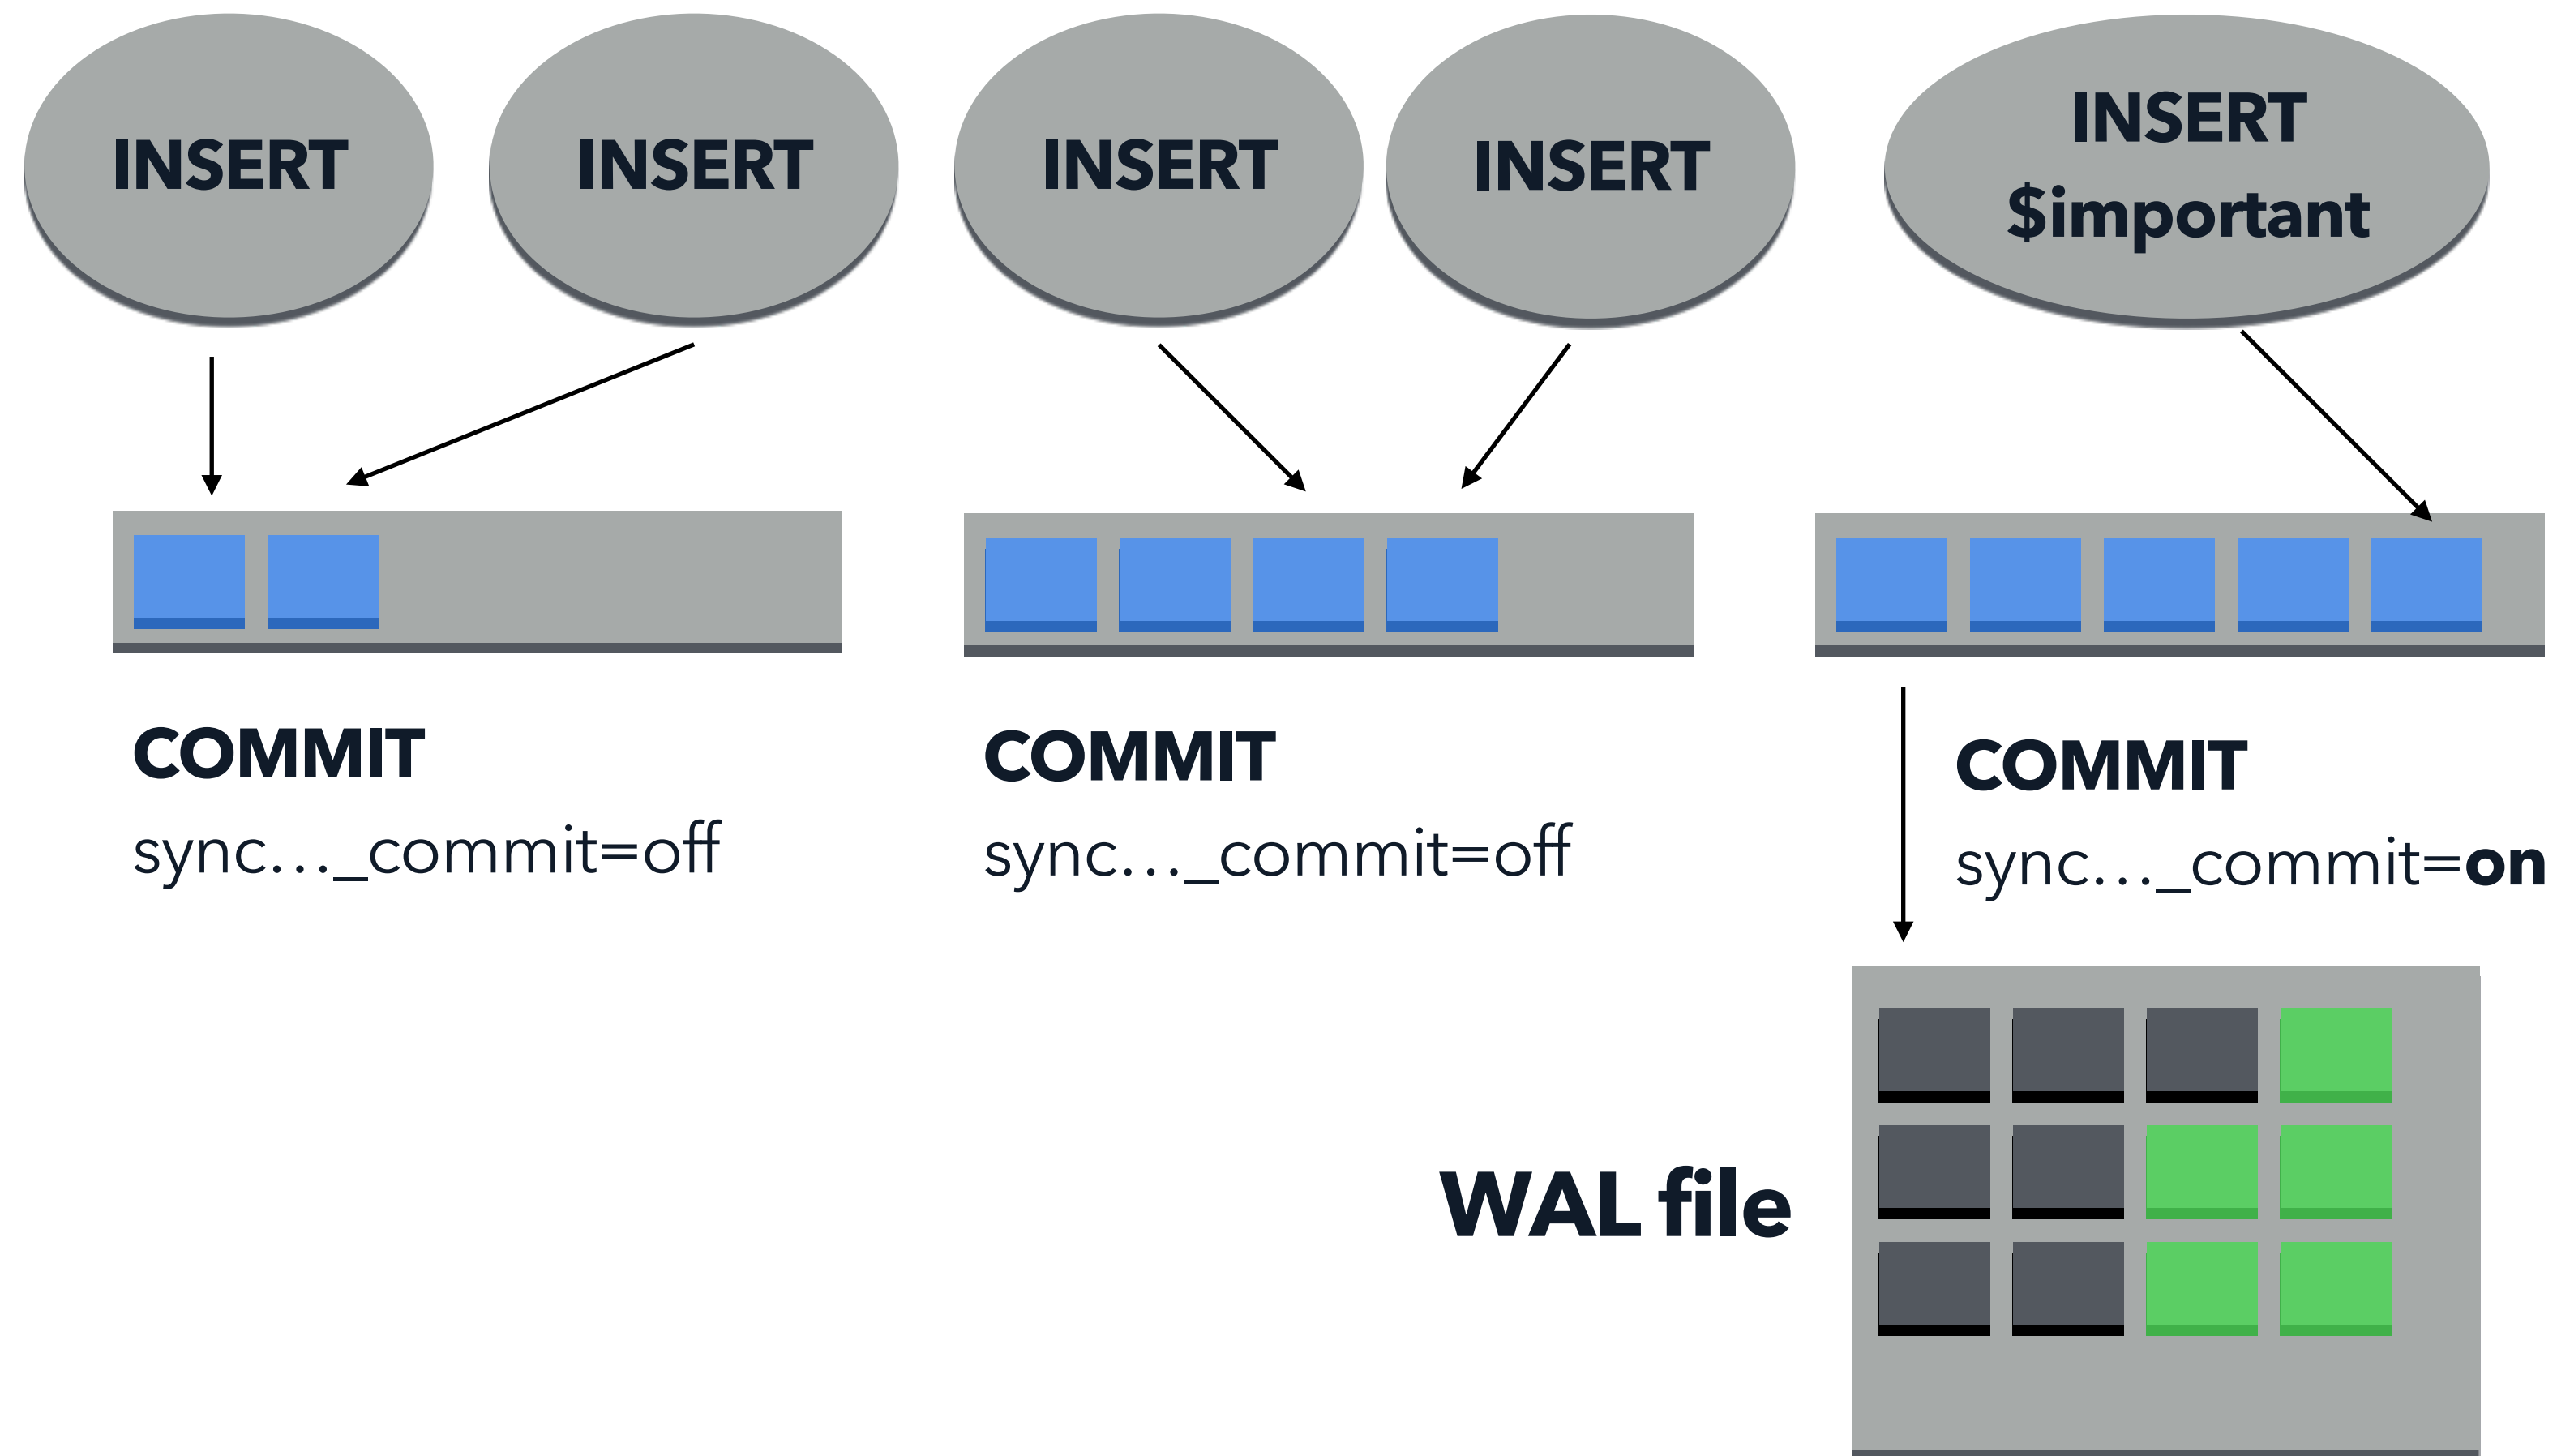 INSERT
INSERT
INSERT
INSERT
INSERT
$important
COMMIT
sync…_commit=off
COMMIT
sync…_commit=off
COMMIT
sync…_commit=on
WAL file